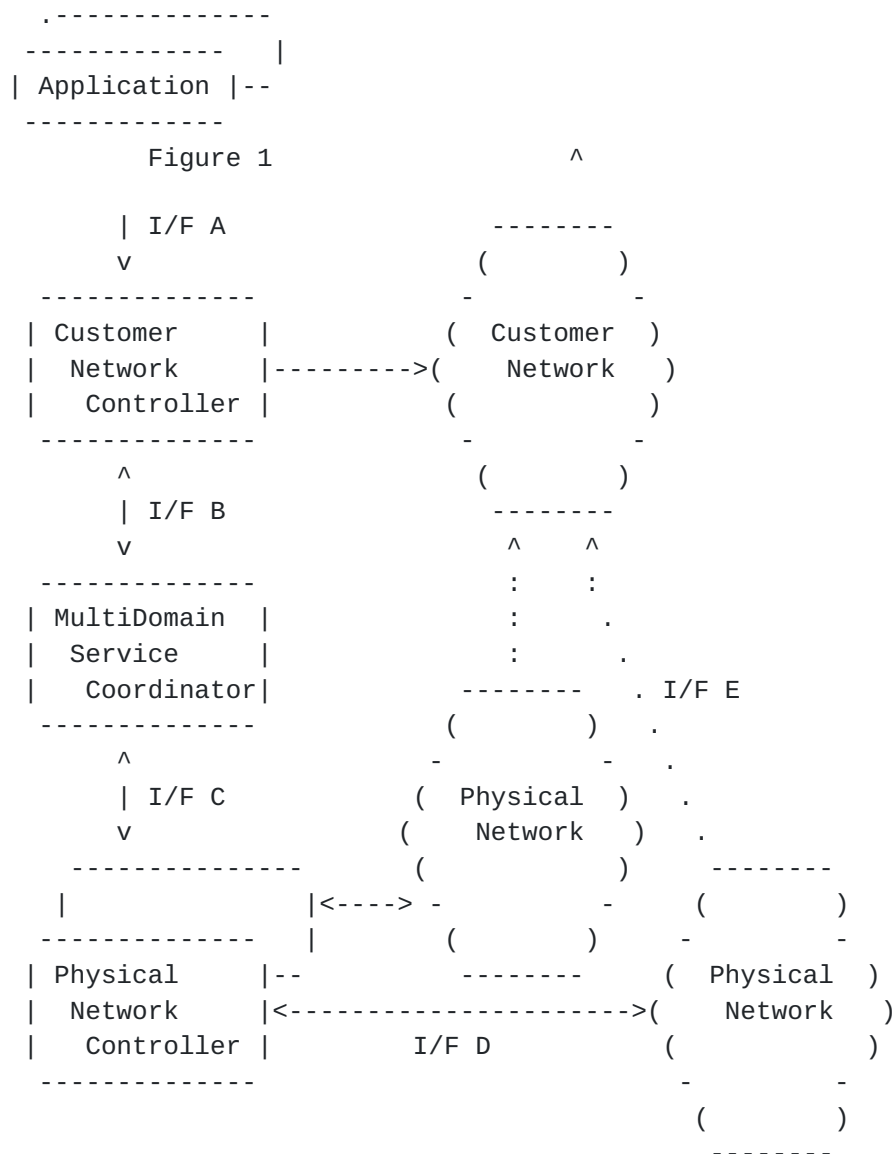 Application
Figure 1
I/F A
Customer
Network
Controller
Customer
Network
I/F B
MultiDomain
Service
Coordinator
I/F E
I/F C
Physical
Network
Physical
Network
Controller
I/F D
Physical
Network